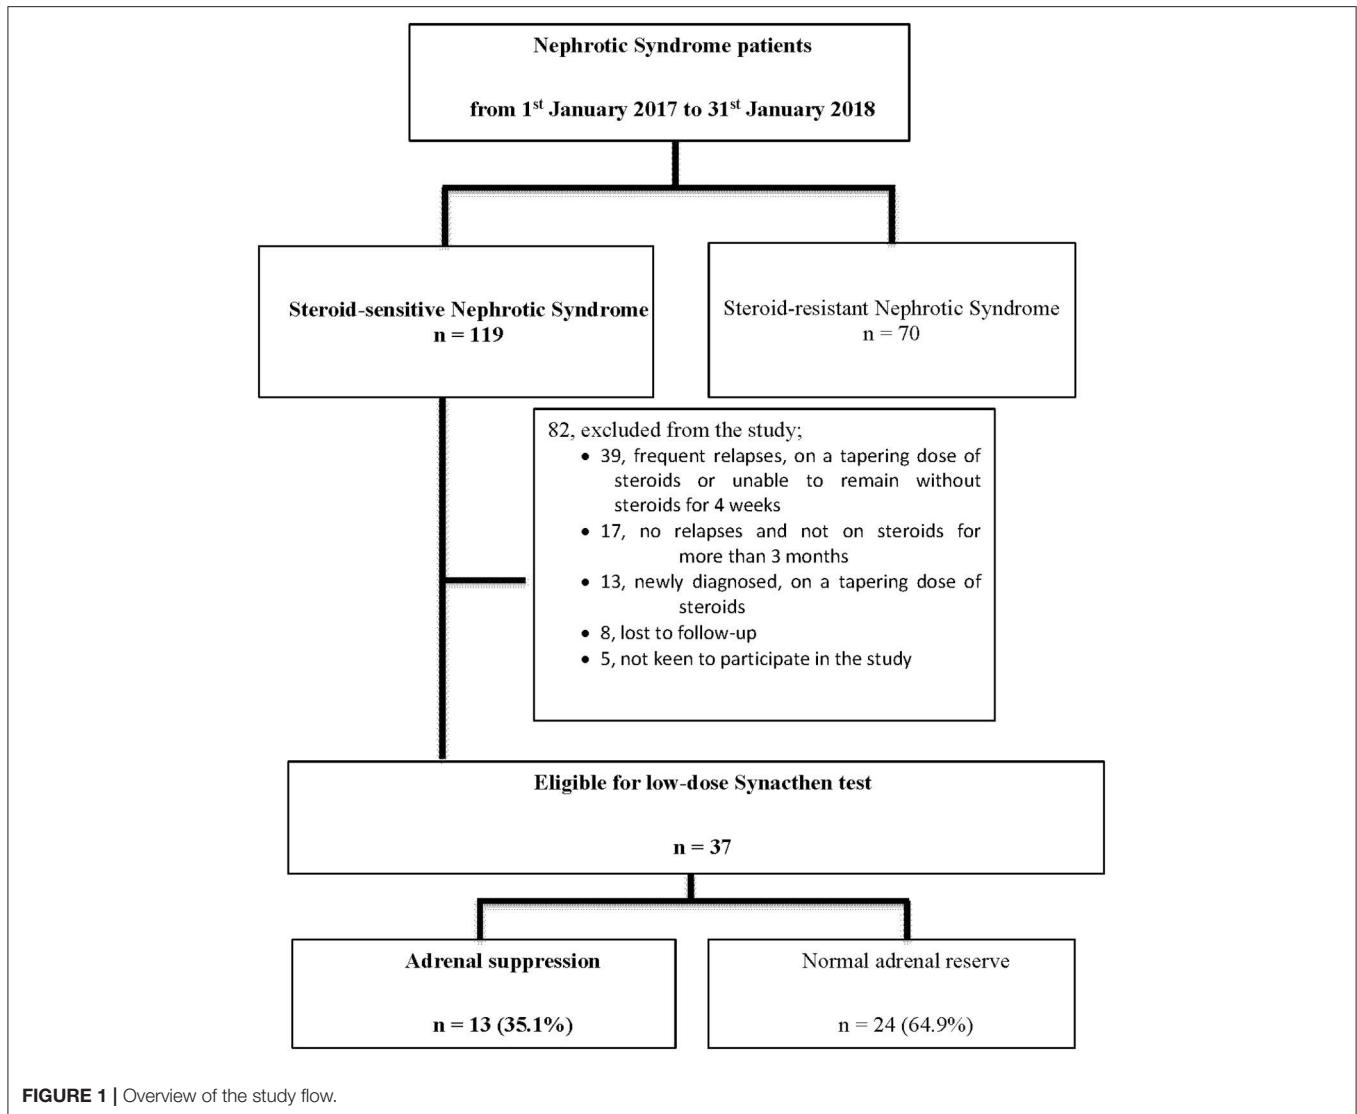 Nephrotic Syndrome patients
from 1st January 2017 to 31st January 2018
Steroid-sensitive Nephrotic Syndrome
n = 119
Steroid-resistant Nephrotic Syndrome
n = 70
82, excluded from the study;
• 39, frequent relapses, on a tapering dose of
steroids or unable to remain without
steroids for 4 weeks
• 17, no relapses and not on steroids for
more than 3 months
• 13, newly diagnosed, on a tapering dose of
steroids
• 8, lost to follow-up
• 5, not keen to participate in the study
Eligible for low-dose Synacthen test
n = 37
Adrenal suppression
n = 13 (35.1%)
Normal adrenal reserve
n = 24 (64.9%)
FIGURE 1 | Overview of the study flow.